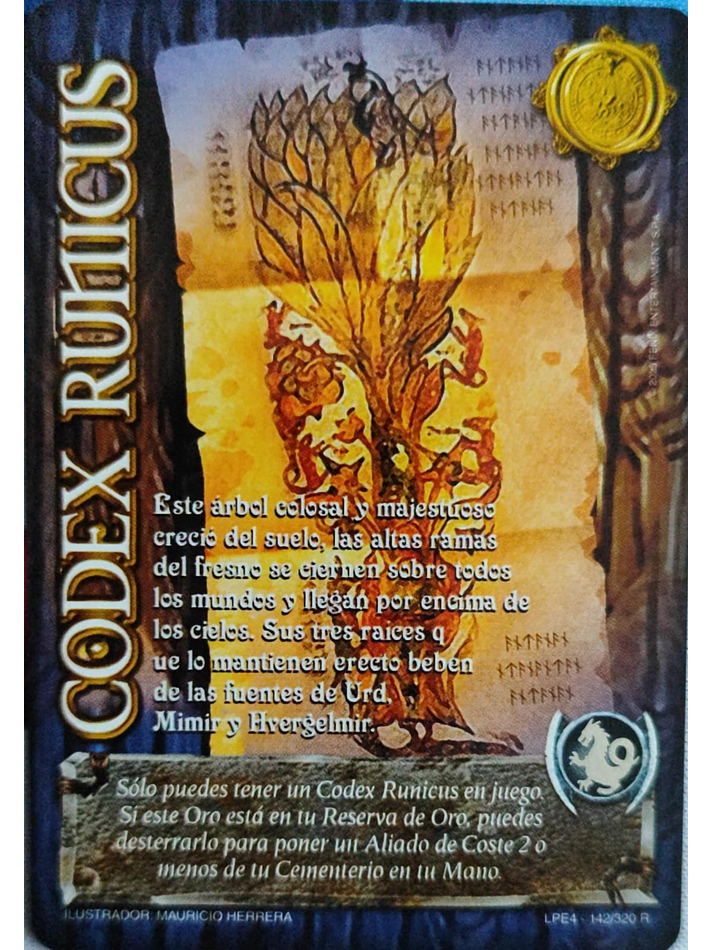 CODEX RUNICUS
Este árbol colosal y majestuoso
creció del suelo, las altas ramas
del fresno se ciernen sobre todos
los mundos y llegan por encima de
los cielos. Sus tres raices q
ue lo mantienen erecto beben
de las fuentes de Urd,
Mimir y Hvergelmir.
Sólo puedes tener un Codex Runicus en juego.
Si este Oro está en tu Reserva de Oro, puedes
desterrarlo para poner un Aliado de Coste 2 o
menos de tu Cementerio en tu Mano.
ILUSTRADOR: MAURICIO HERRERA
LPE4 - 142/320 R